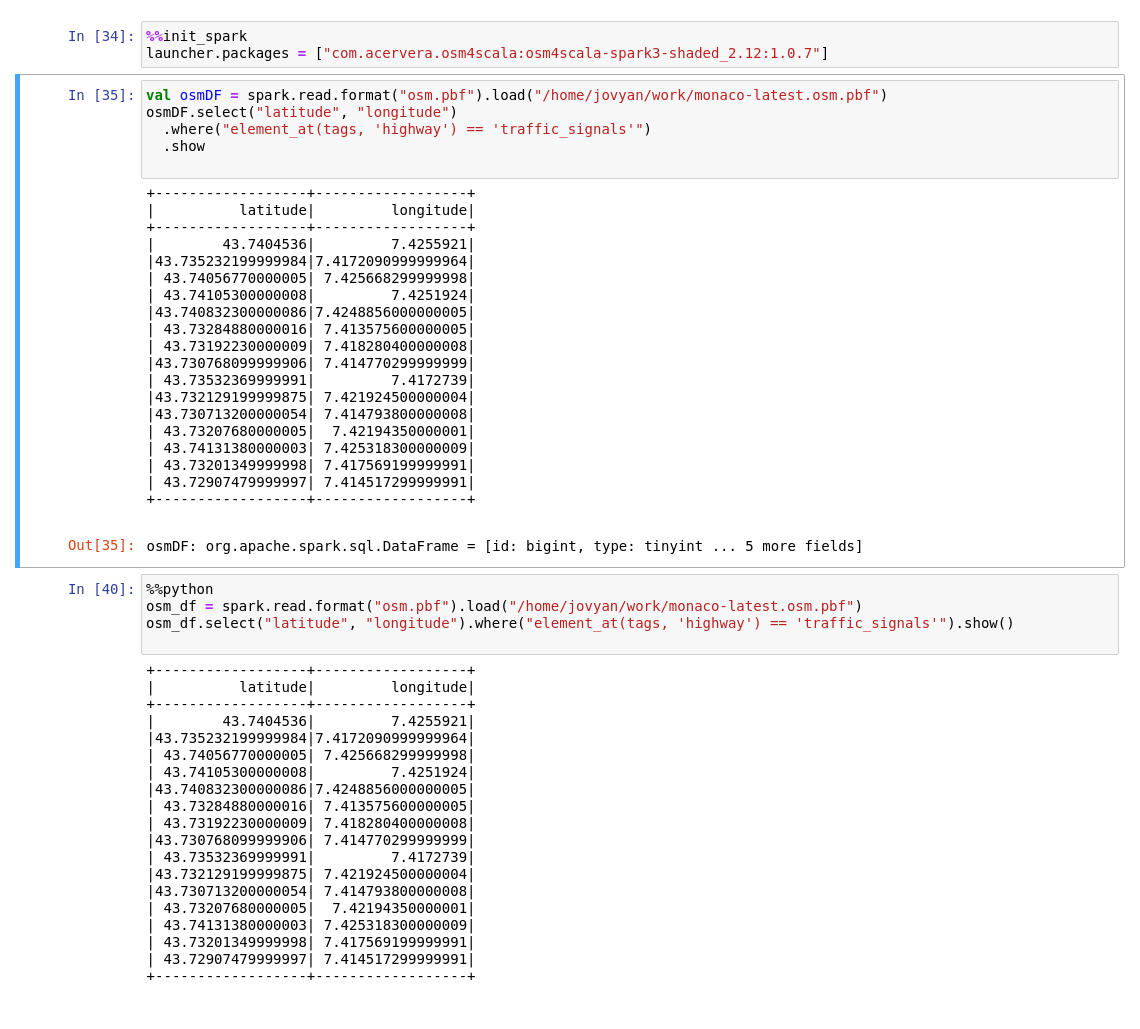 In [34]: %%init_spark
launcher.packages = ["com.acervera.osm4scala:osm4scala-spark3-shaded_2.12:1.0.7"]
In [35]: val osmDF = spark.read.format("osm.pbf").load("/home/jovyan/work/monaco-latest.osm.pbf")
osmDF.select("latitude", "longitude")
  .where("element_at(tags, 'highway') == 'traffic_signals'")
  .show
+------------------+------------------+
|          latitude|         longitude|
+------------------+------------------+
|        43.7404536|         7.4255921|
|43.735232199999984|7.4172090999999964|
| 43.74056770000005| 7.425668299999998|
| 43.74105300000008|         7.4251924|
|43.740832300000086|7.4248856000000005|
| 43.73284880000016| 7.413575600000005|
| 43.73192230000009| 7.418280400000008|
|43.730768099999906| 7.414770299999999|
| 43.73532369999991|         7.4172739|
|43.732129199999875| 7.421924500000004|
|43.730713200000054| 7.414793800000008|
| 43.73207680000005|  7.42194350000001|
| 43.74131380000003| 7.425318300000009|
| 43.73201349999998| 7.417569199999991|
| 43.72907479999997| 7.414517299999991|
+------------------+------------------+
Out[35]: osmDF: org.apache.spark.sql.DataFrame = [id: bigint, type: tinyint ... 5 more fields]
In [40]: %%python
osm_df = spark.read.format("osm.pbf").load("/home/jovyan/work/monaco-latest.osm.pbf")
osm_df.select("latitude", "longitude").where("element_at(tags, 'highway') == 'traffic_signals'").show()
+------------------+------------------+
|          latitude|         longitude|
+------------------+------------------+
|        43.7404536|         7.4255921|
|43.735232199999984|7.4172090999999964|
| 43.74056770000005| 7.425668299999998|
| 43.74105300000008|         7.4251924|
|43.740832300000086|7.4248856000000005|
| 43.73284880000016| 7.413575600000005|
| 43.73192230000009| 7.418280400000008|
|43.730768099999906| 7.414770299999999|
| 43.73532369999991|         7.4172739|
|43.732129199999875| 7.421924500000004|
|43.730713200000054| 7.414793800000008|
| 43.73207680000005|  7.42194350000001|
| 43.74131380000003| 7.425318300000009|
| 43.73201349999998| 7.417569199999991|
| 43.72907479999997| 7.414517299999991|
+------------------+------------------+